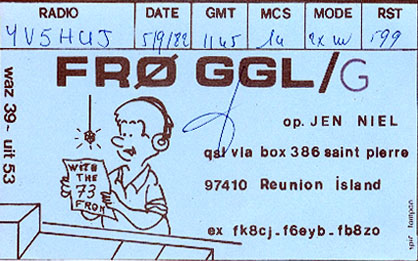 RADIO DATE GMT MCS MODE RST
YV5HUJ 5/9/82 1145 14 2x 599
FRØ GGL/G
waz 39~ uit 53
op. JEN NIEL
qsl via box 386 saint pierre
97410 Reunion island
ex fk8cj-f6eyb-fb8zo
WITH
THE
73
FROM